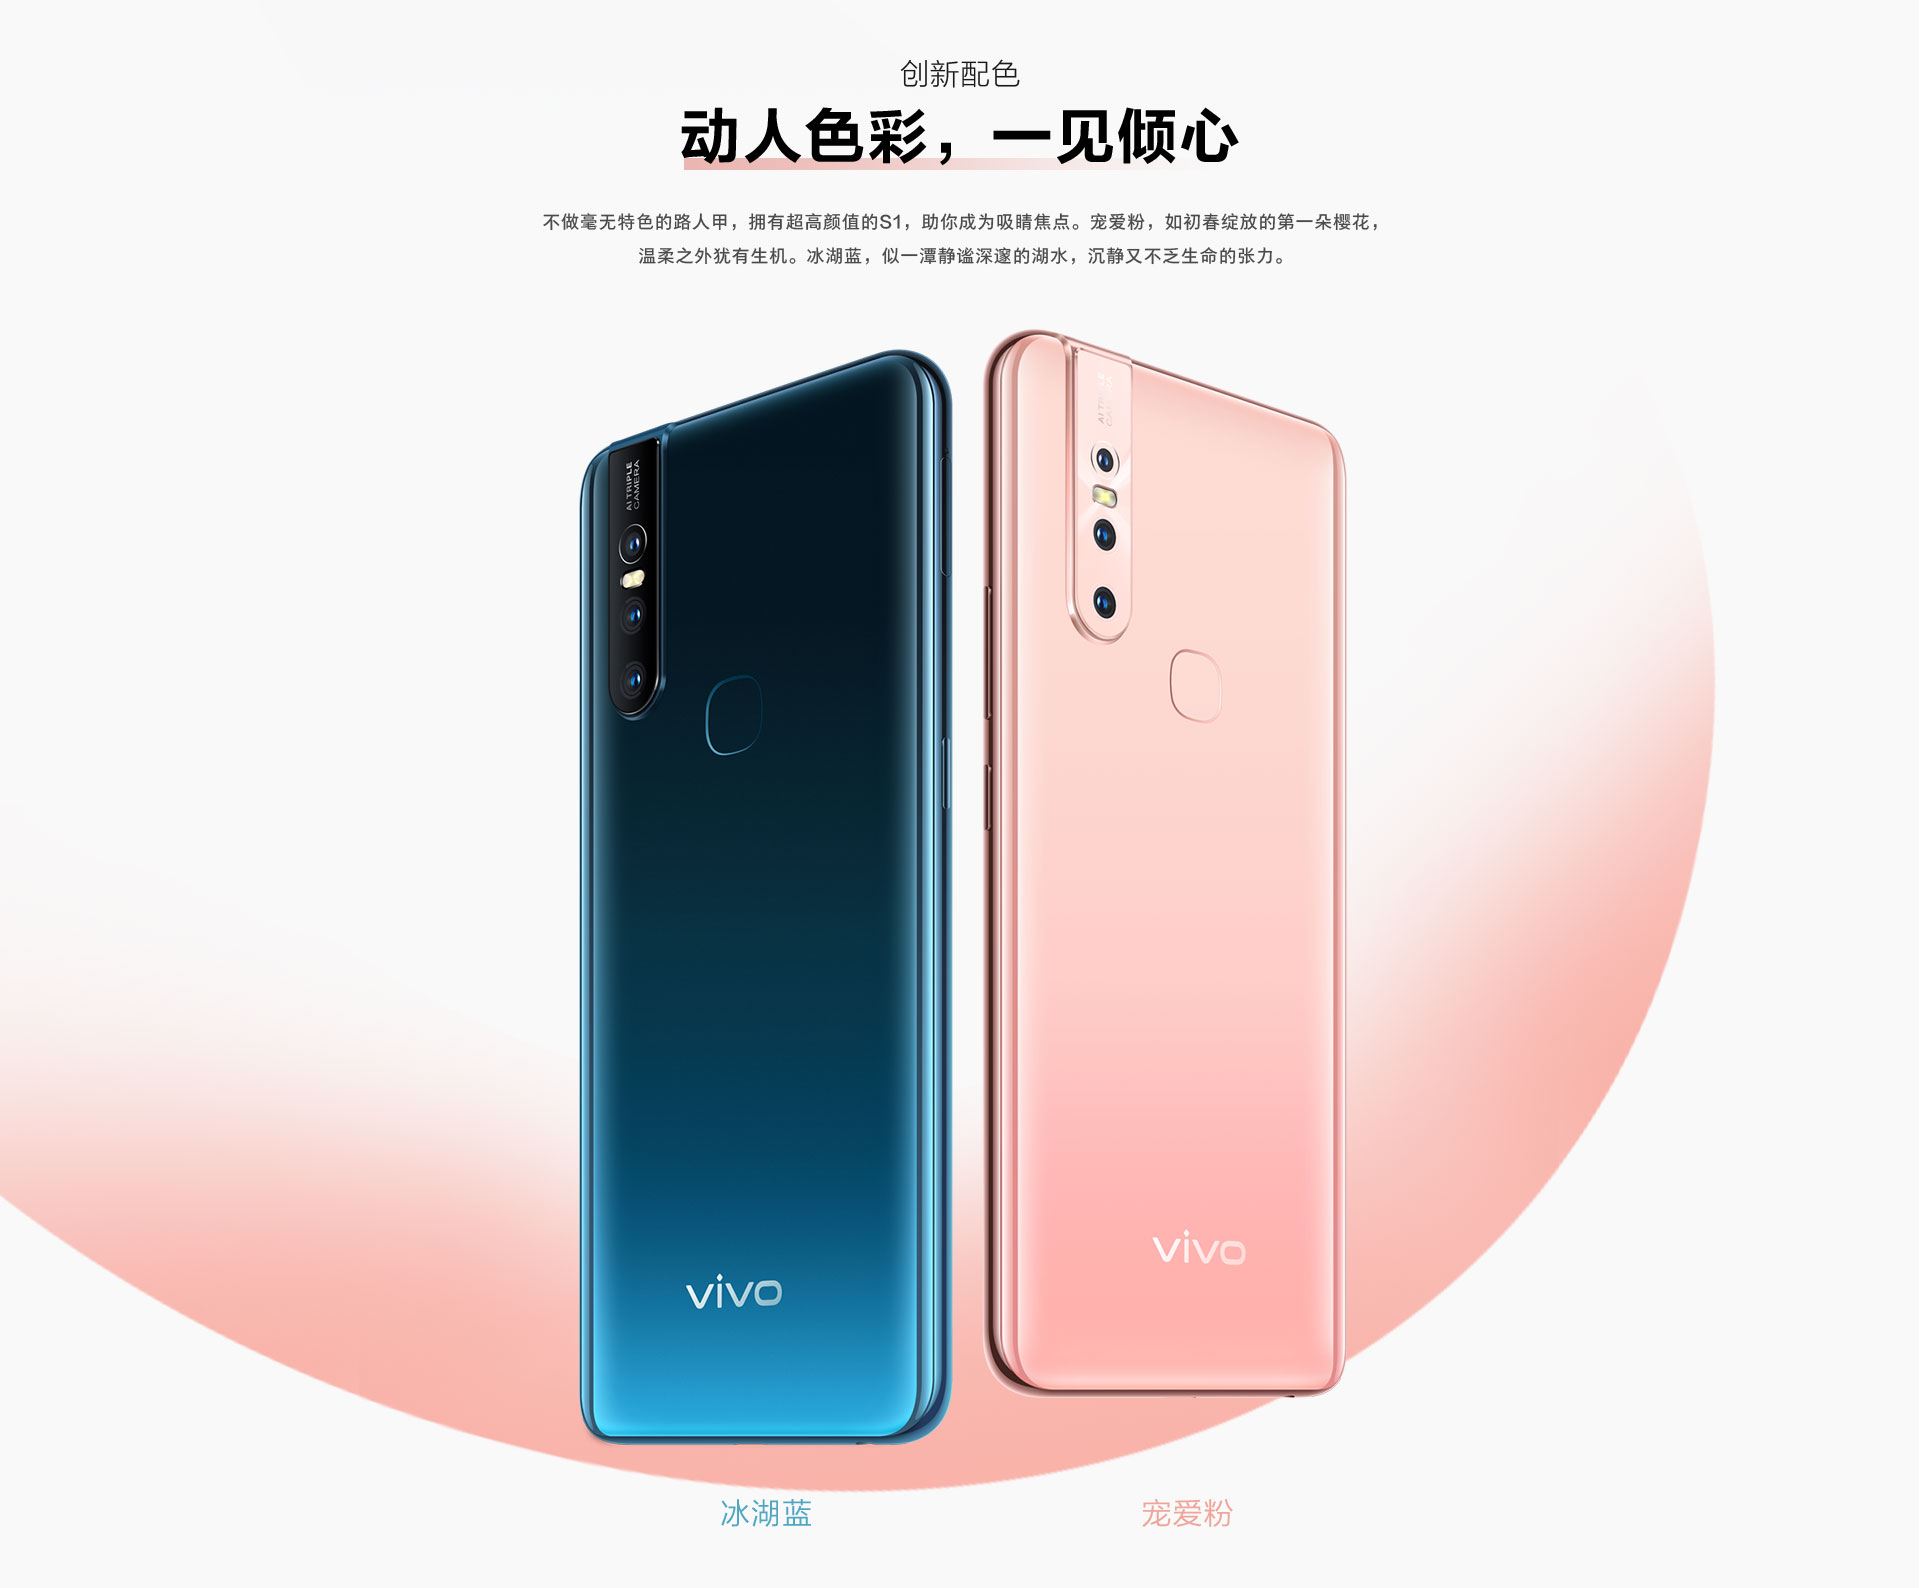 创新配色
动人色彩，一见倾心
不做毫无特色的路人甲，拥有超高颜值的S1，助你成为吸睛焦点。宠爱粉，如初春绽放的第一朵樱花，
温柔之外犹有生机。冰湖蓝，似一潭静谧深邃的湖水，沉静又不乏生命的张力。
AI TRIPLE
CAMERA
AI TRIPLE
CAMERA
vivo
vivo
冰湖蓝
宠爱粉